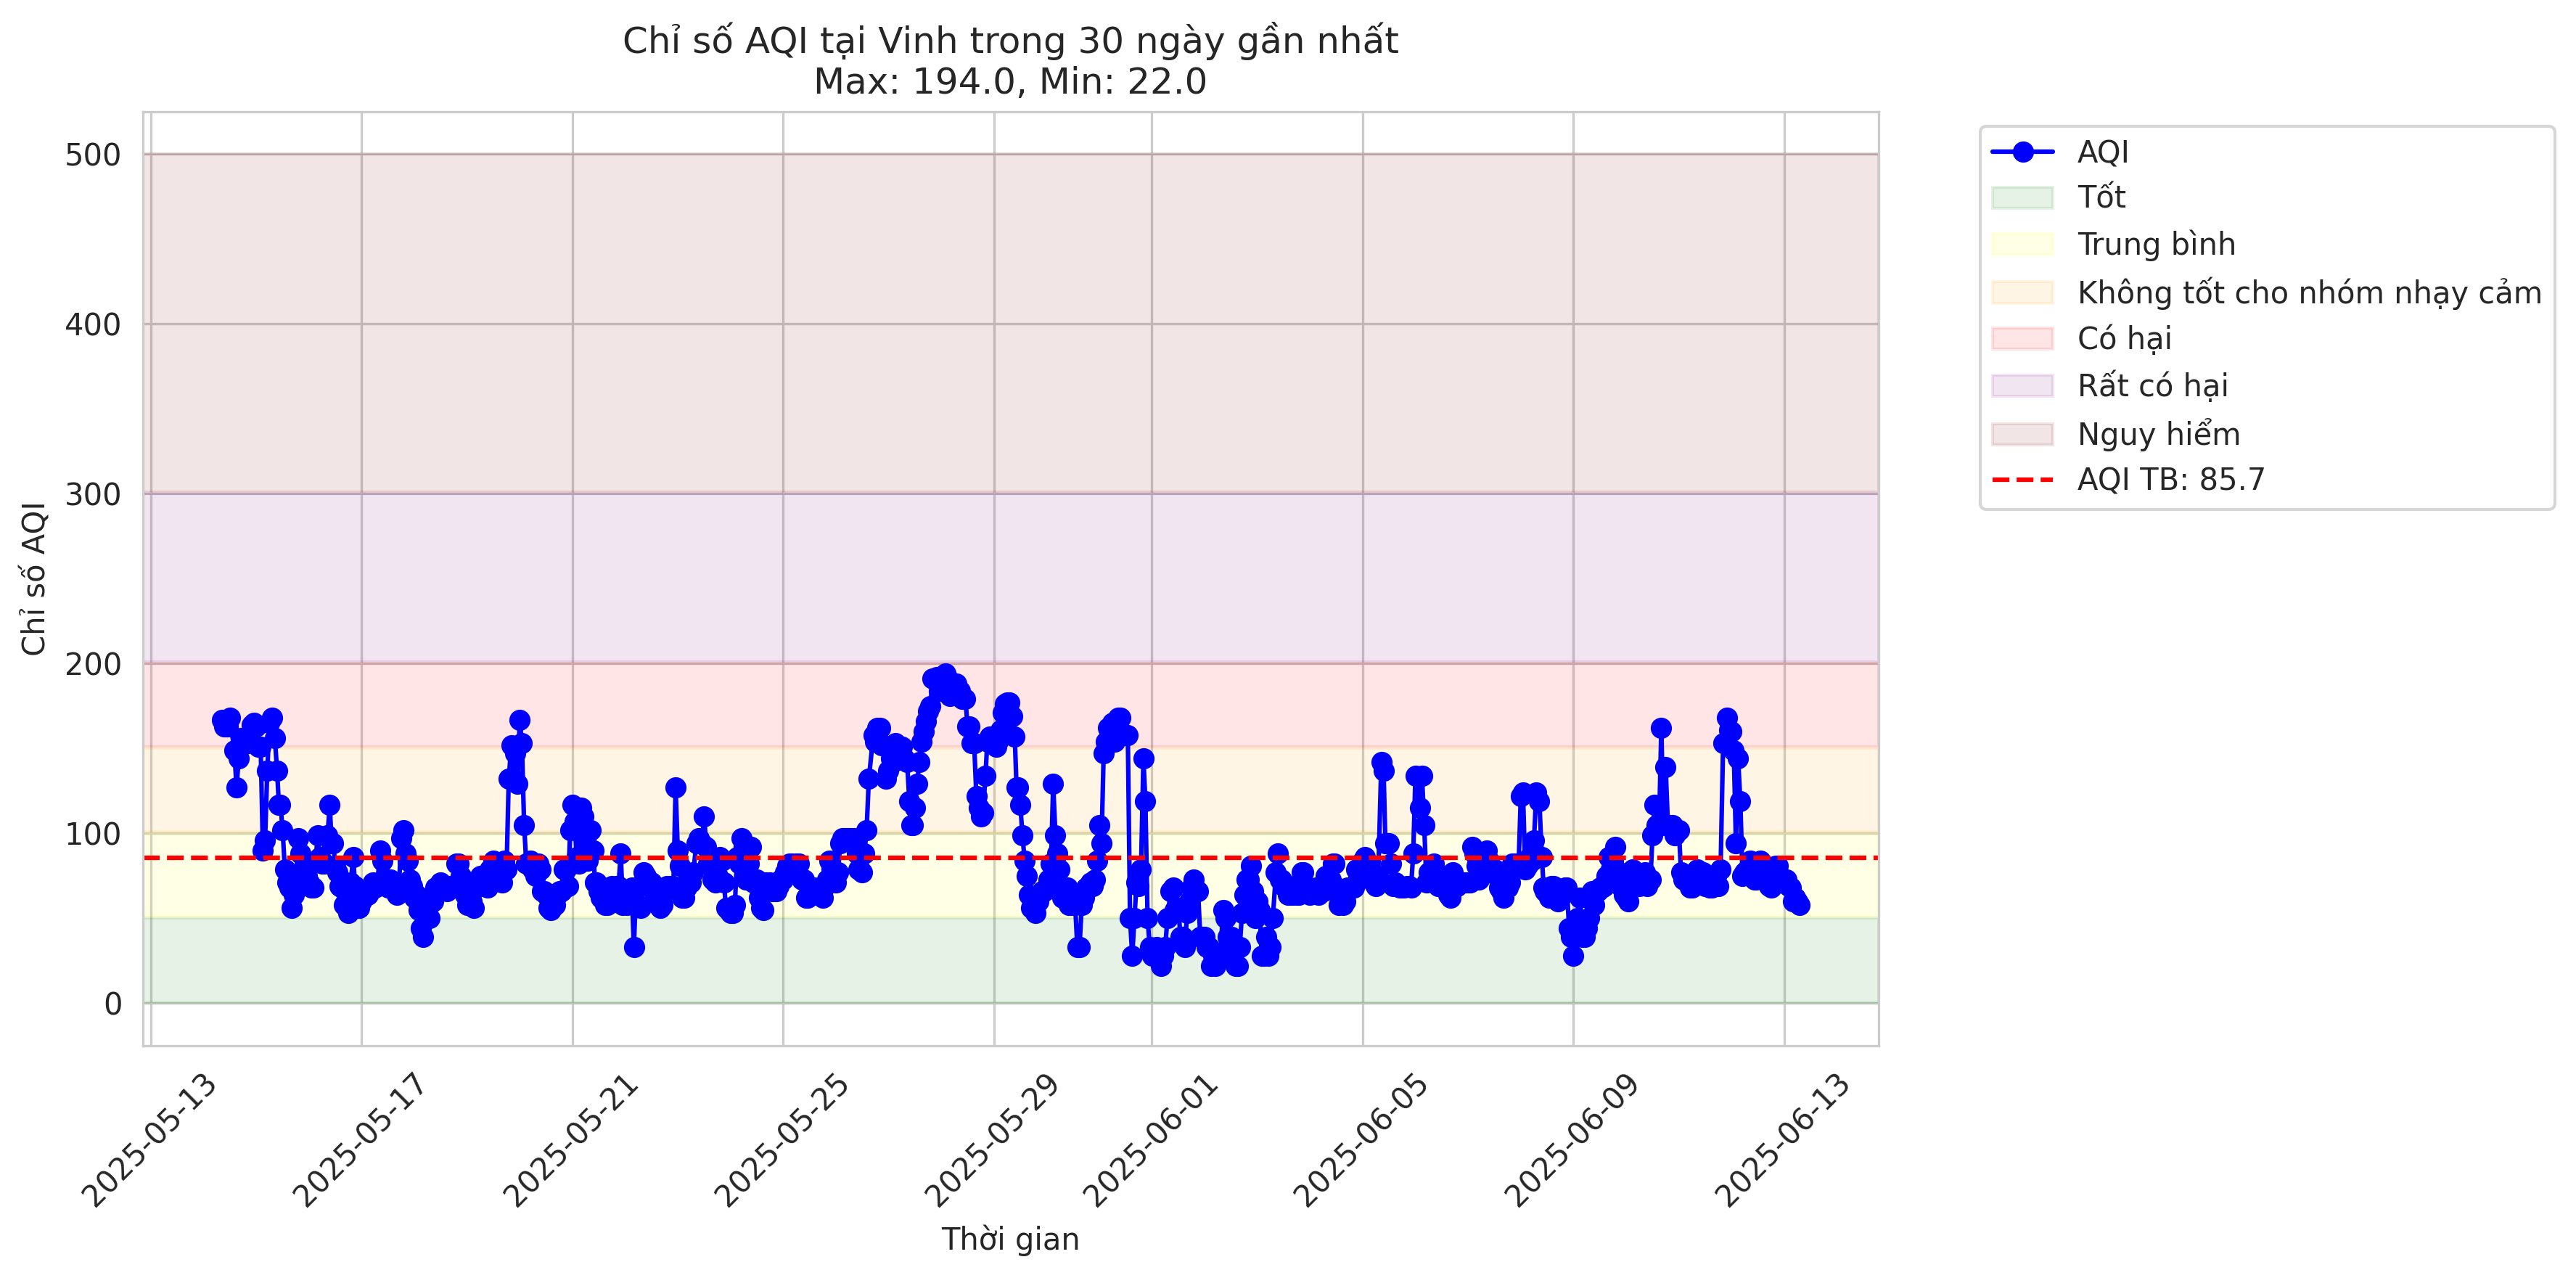 Chỉ số AQI tại Vinh trong 30 ngày gần nhất
Max: 194.0, Min: 22.0
Chỉ số AQI
500
400
300
200
100
0
2025-05-13
2025-05-17
2025-05-21
2025-05-25
2025-05-29
2025-06-01
2025-06-05
2025-06-09
2025-06-13
Thời gian
AQI
Tốt
Trung bình
Không tốt cho nhóm nhạy cảm
Có hại
Rất có hại
Nguy hiểm
AQI TB: 85.7